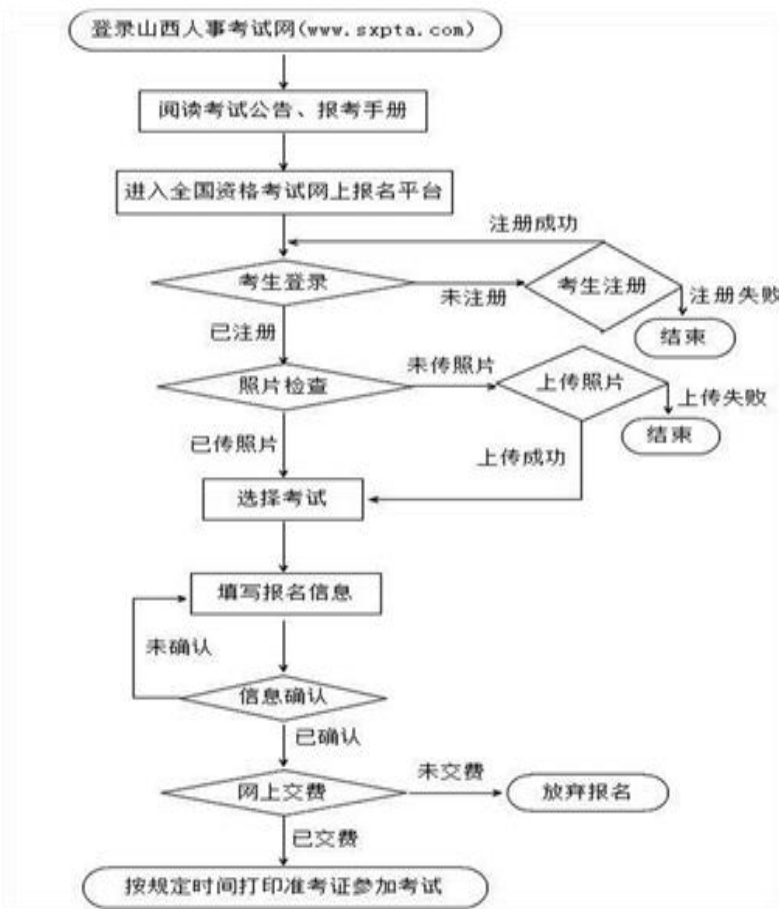 登录山西人事考试网(www.sxpta.com)
阅读考试公告、报考手册
进入全国资格考试网上报名平台
注册成功
考生登录
未注册
考生注册
注册失败
结束
已注册
照片检查
未传照片
上传照片
上传失败
结束
已传照片
上传成功
选择考试
填写报名信息
未确认
信息确认
已确认
网上交费
未交费
放弃报名
已交费
按规定时间打印准考证参加考试